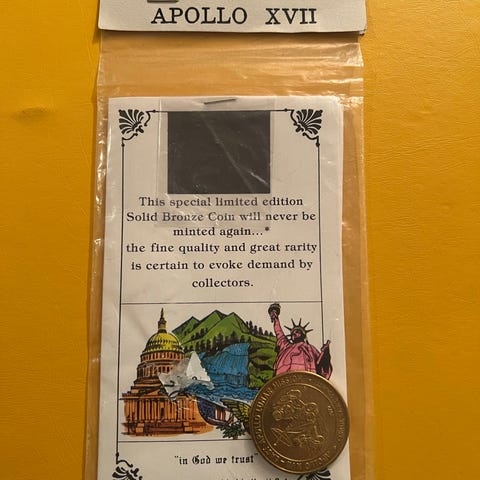 APOLLO XVII
This special limited edition
Solid Bronze Coin will never be
minted again...*
the fine quality and great rarity
is certain to evoke demand by
collectors.
"in God we trust"